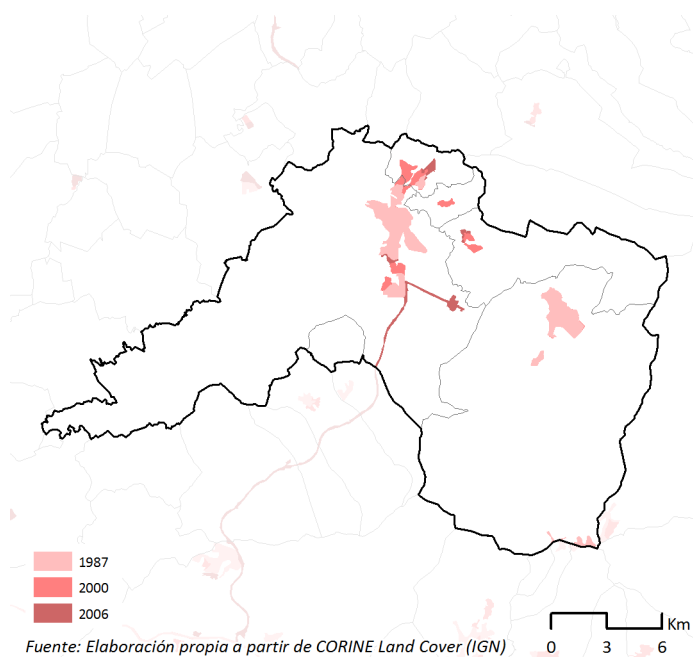 1987
2000
2006
Km
Fuente: Elaboración propia a partir de CORINE Land Cover (IGN)
0 3 6